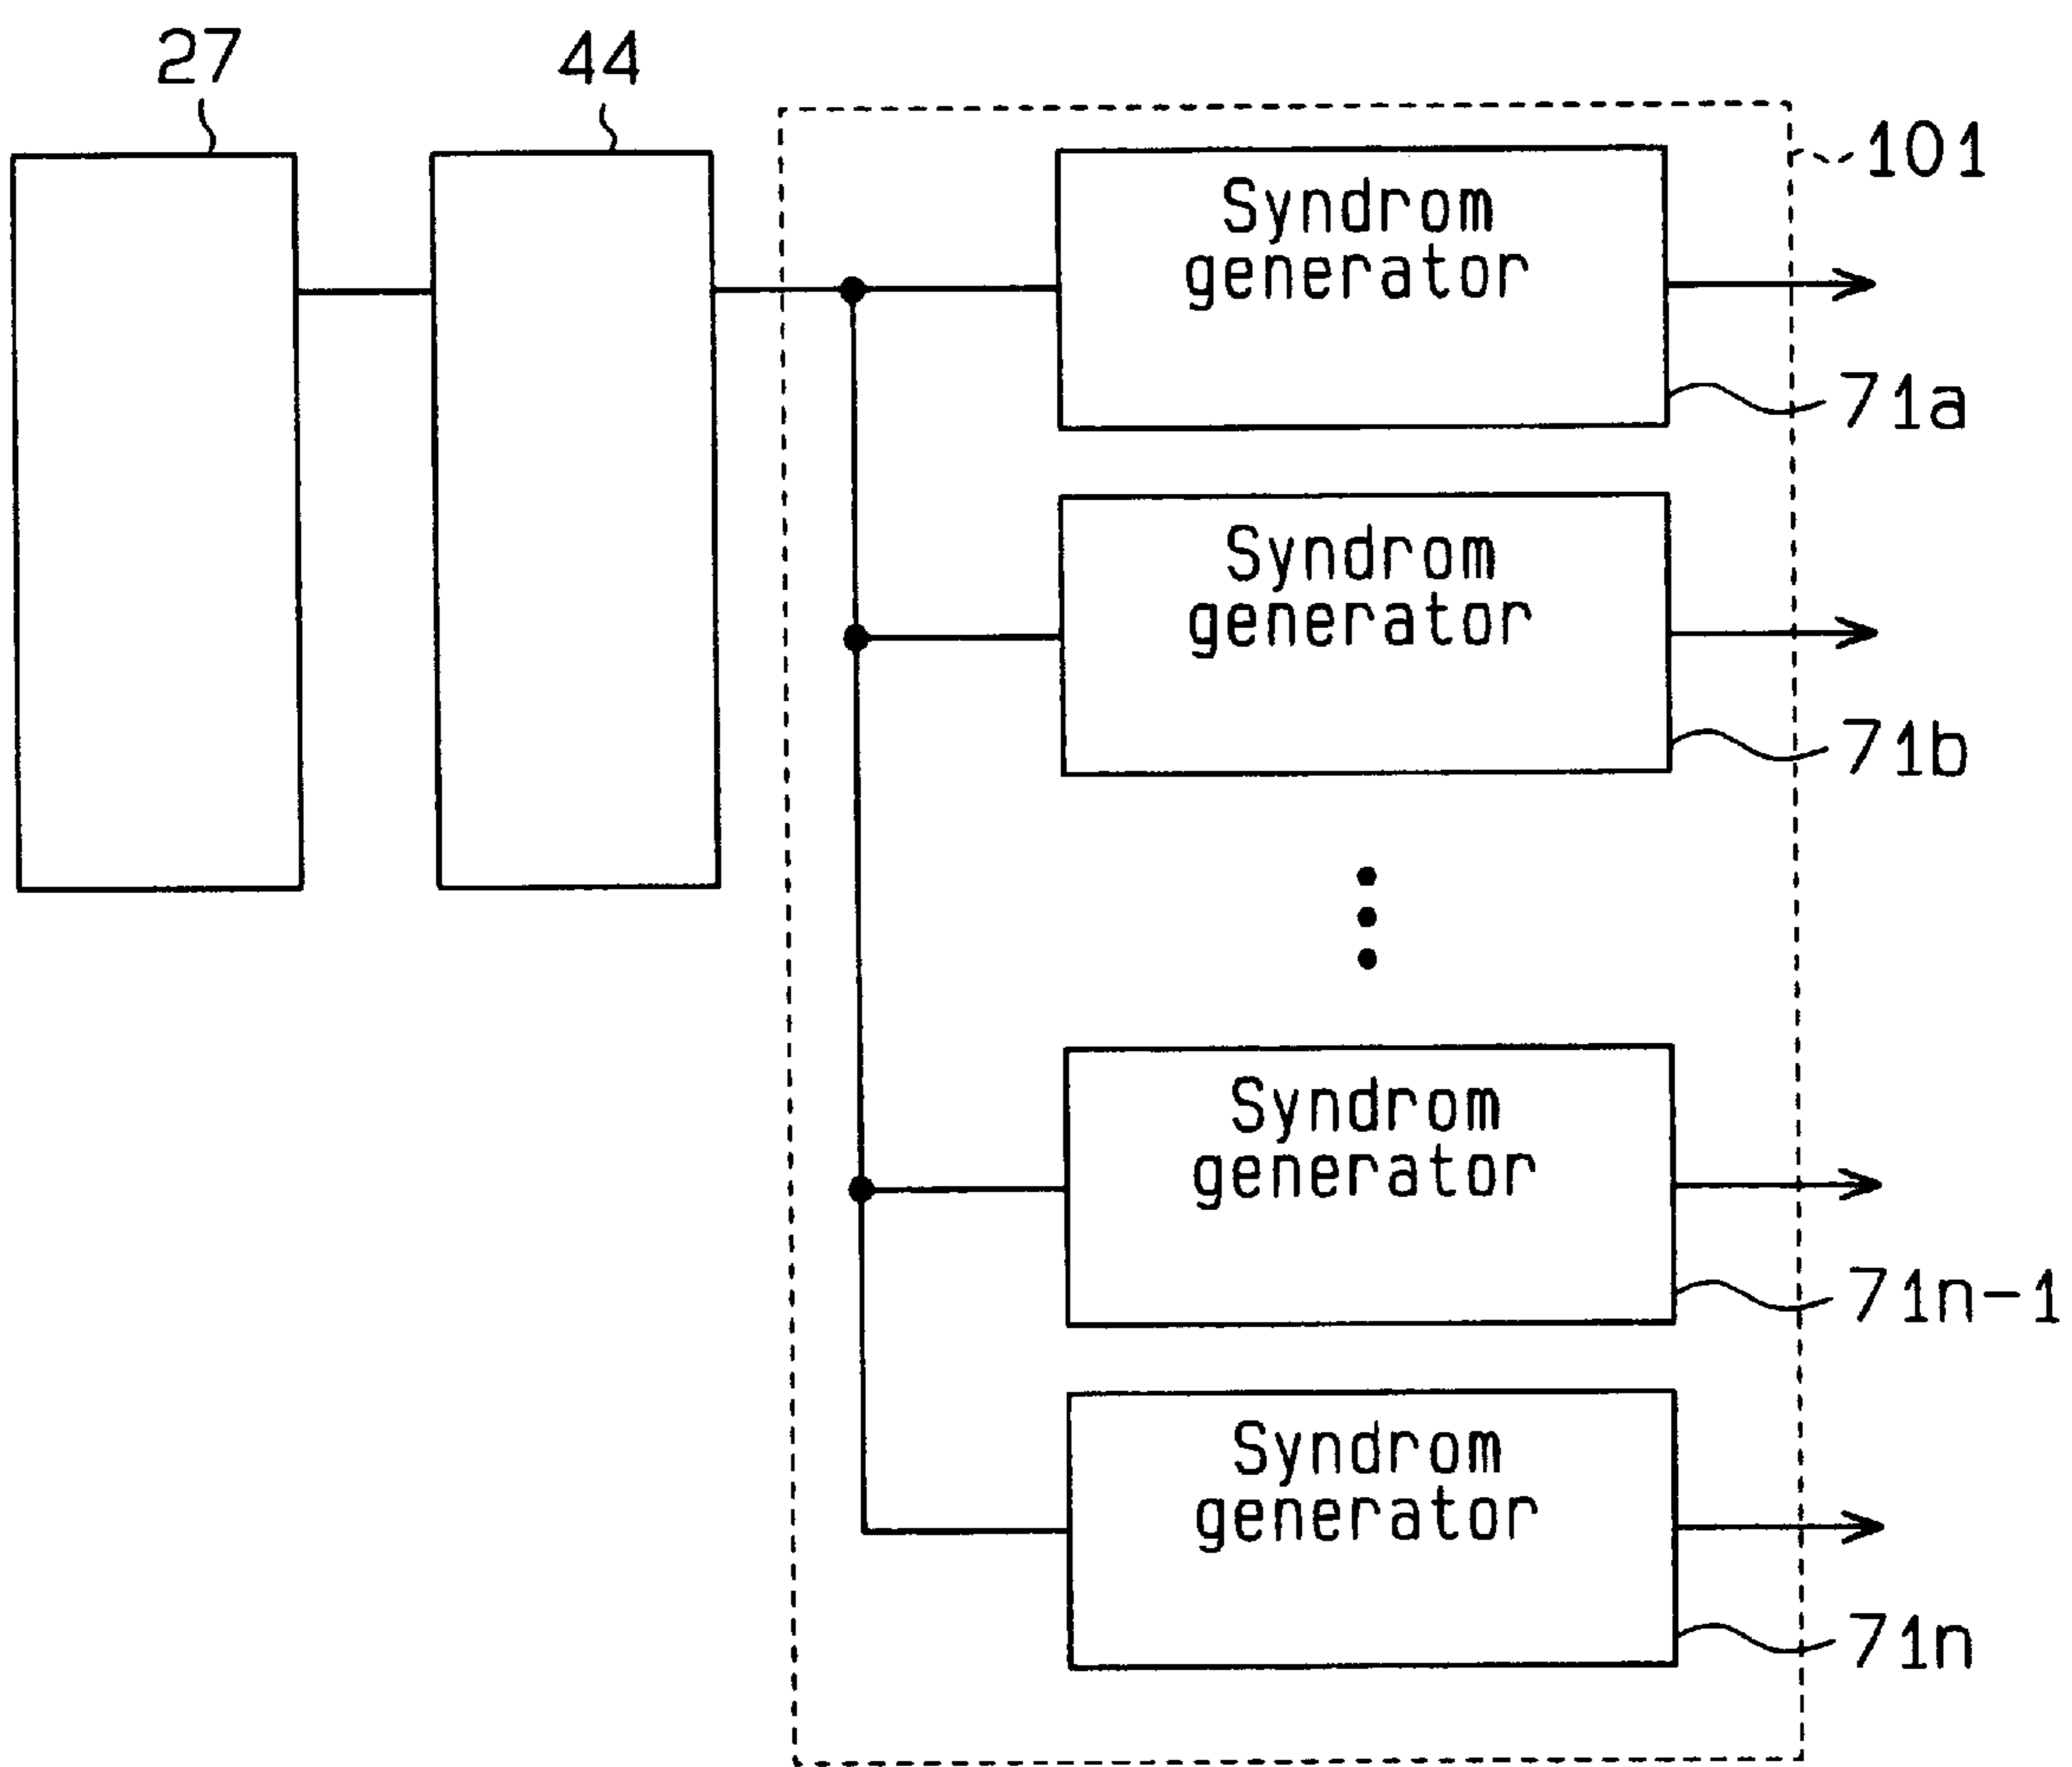 27
44
101
Syndrom
generator
71a
Syndrom
generator
71b
Syndrom
generator
71n-1
Syndrom
generator
71n